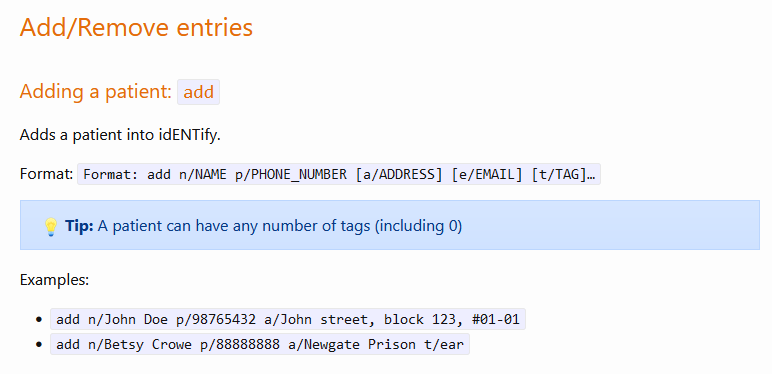 Add/Remove entries
Adding a patient: add
Adds a patient into idENTify.
Format: Format: add n/NAME p/PHONE_NUMBER [a/ADDRESS] [e/EMAIL] [t/TAG]…
💡 Tip: A patient can have any number of tags (including 0)
Examples:
• add n/John Doe p/98765432 a/John street, block 123, #01-01
• add n/Betsy Crowe p/88888888 a/Newgate Prison t/ear